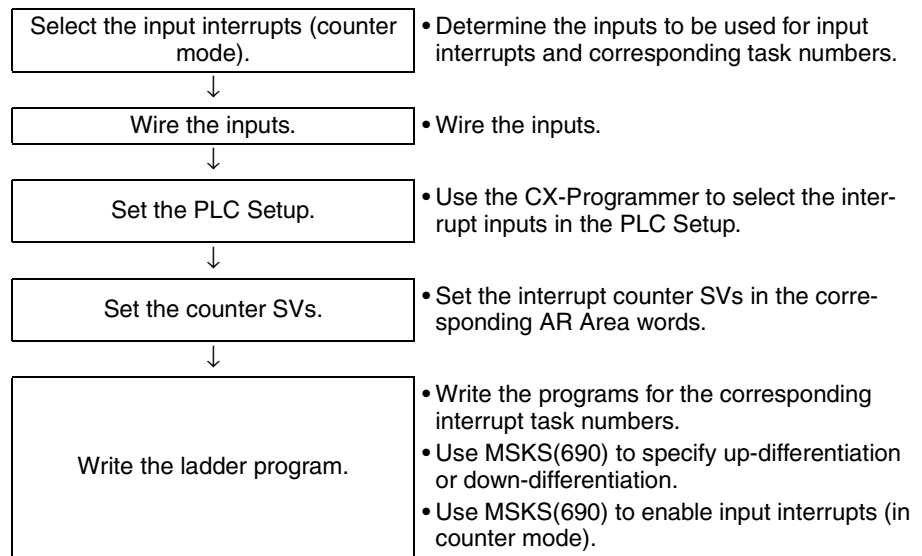 Select the input interrupts (counter
mode).
• Determine the inputs to be used for input
interrupts and corresponding task numbers.
↓
Wire the inputs.
• Wire the inputs.
↓
Set the PLC Setup.
• Use the CX-Programmer to select the inter-
rupt inputs in the PLC Setup.
↓
Set the counter SVs.
• Set the interrupt counter SVs in the corre-
sponding AR Area words.
↓
Write the ladder program.
• Write the programs for the corresponding
interrupt task numbers.
• Use MSKS(690) to specify up-differentiation
or down-differentiation.
• Use MSKS(690) to enable input interrupts (in
counter mode).